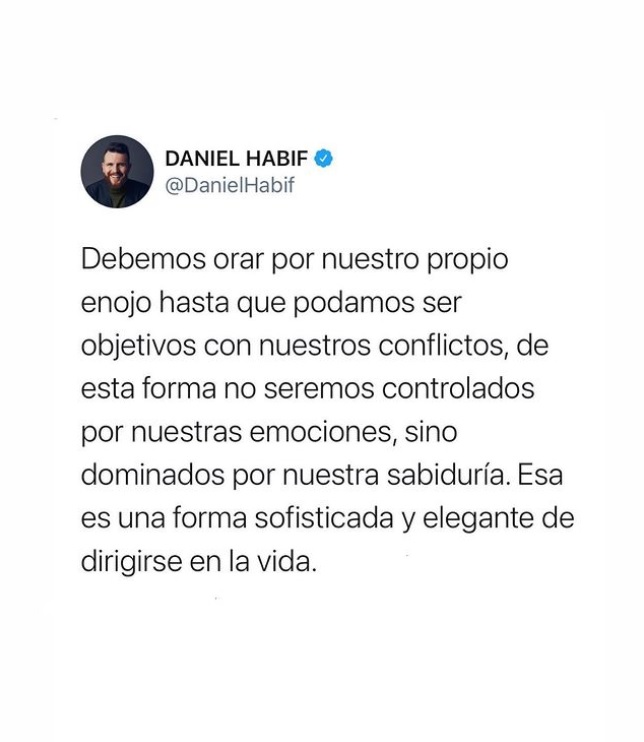 DANIEL HABIF
@DanielHabif
Debemos orar por nuestro propio
enojo hasta que podamos ser
objetivos con nuestros conflictos, de
esta forma no seremos controlados
por nuestras emociones, sino
dominados por nuestra sabiduría. Esa
es una forma sofisticada y elegante de
dirigirse en la vida.